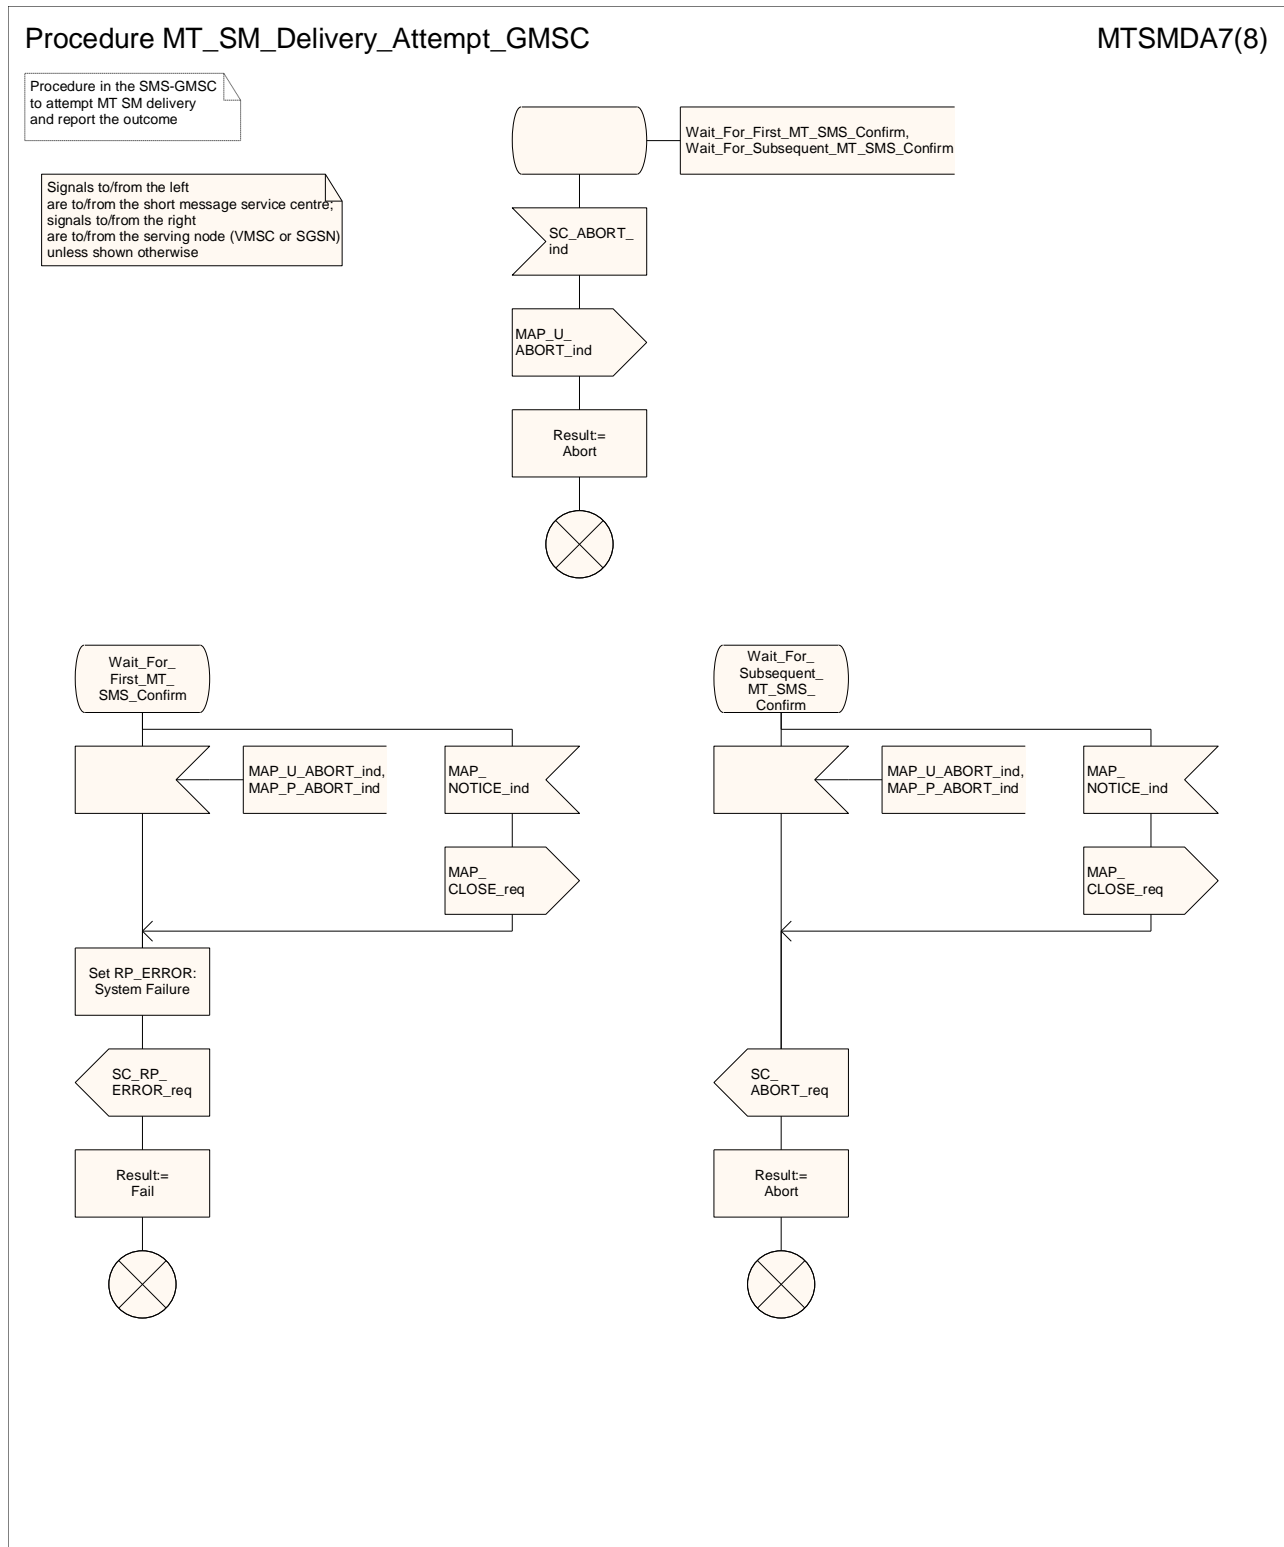 Procedure MT_SM_Delivery_Attempt_GMSC
MTSMDA7(8)
Procedure in the SMS-GMSC
to attempt MT SM delivery
and report the outcome
Signals to/from the left
are to/from the short message service centre;
signals to/from the right
are to/from the serving node (VMSC or SGSN)
unless shown otherwise
Wait_For_First_MT_SMS_Confirm,
Wait_For_Subsequent_MT_SMS_Confirm
SC_ABORT_
ind
MAP_U_
ABORT_ind
Result:=
Abort
Wait_For_
First_MT_
SMS_Confirm
MAP_U_ABORT_ind,
MAP_P_ABORT_ind
MAP_
NOTICE_ind
MAP_
CLOSE_req
Set RP_ERROR:
System Failure
SC_RP_
ERROR_req
Result:=
Fail
Wait_For_
Subsequent_
MT_SMS_
Confirm
MAP_U_ABORT_ind,
MAP_P_ABORT_ind
MAP_
NOTICE_ind
MAP_
CLOSE_req
SC_
ABORT_req
Result:=
Abort